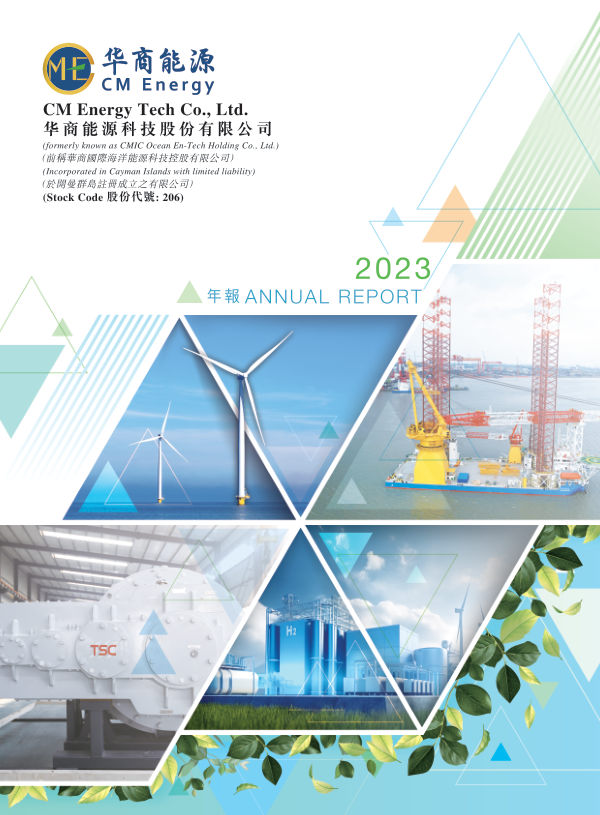 MHE
华商能源
CM Energy
CM Energy Tech Co., Ltd.
华商能源科技股份有限公司
(formerly known as CMIC Ocean En-Tech Holding Co., Ltd.)
(前稱華商國際海洋能源科技控股有限公司)
(Incorporated in Cayman Islands with limited liability)
(於開曼群島註冊成立之有限公司)
(Stock Code 股份代號: 206)
2023
年報 ANNUAL REPORT
TSC
H2